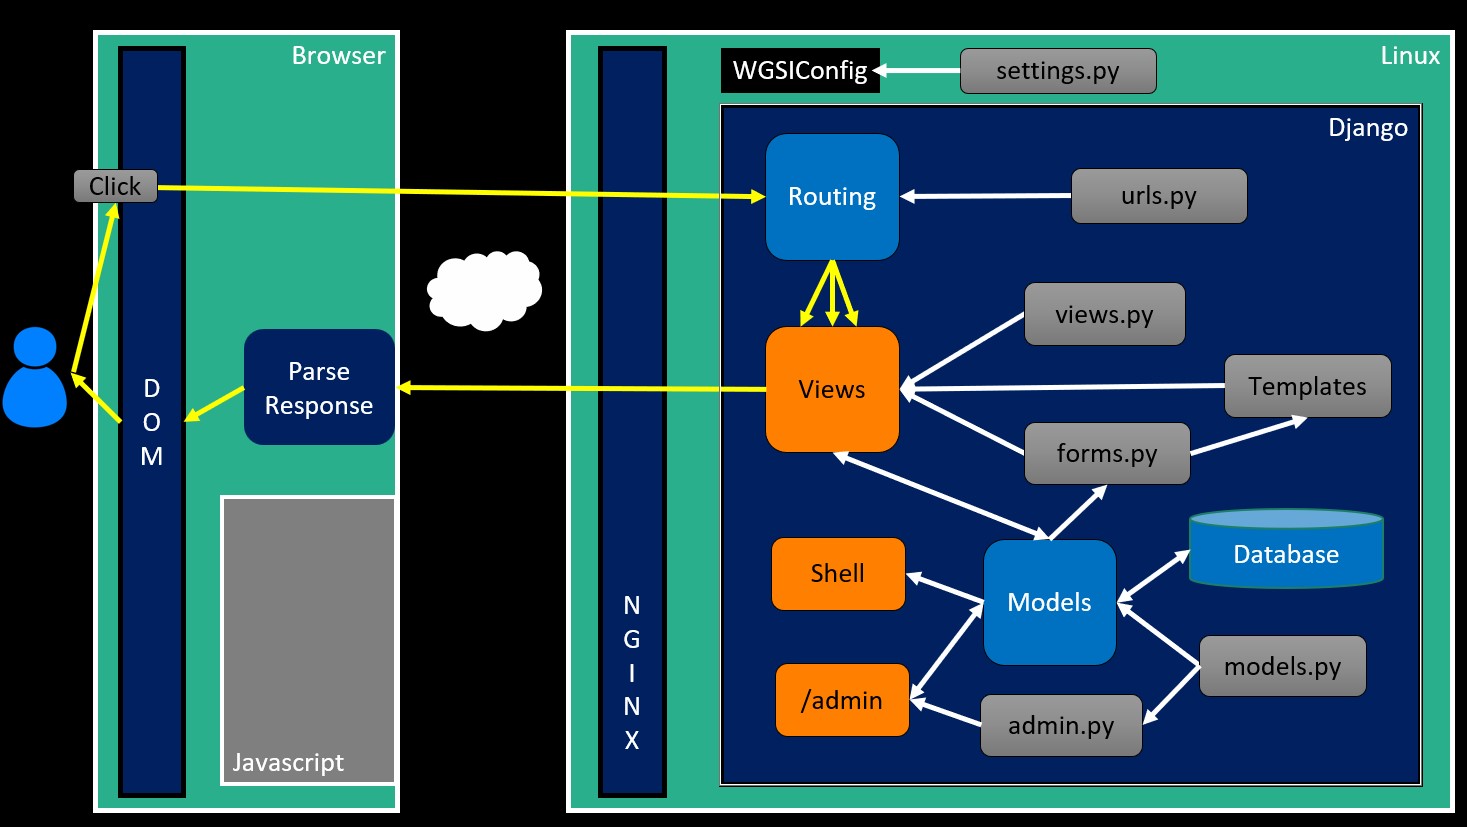 Browser
Linux
WGSIConfig
settings.py
Django
Click
Routing
urls.py
views.py
Parse
Response
Views
Templates
D
O
M
forms.py
Shell
Models
Database
N
G
I
N
X
/admin
models.py
admin.py
Javascript